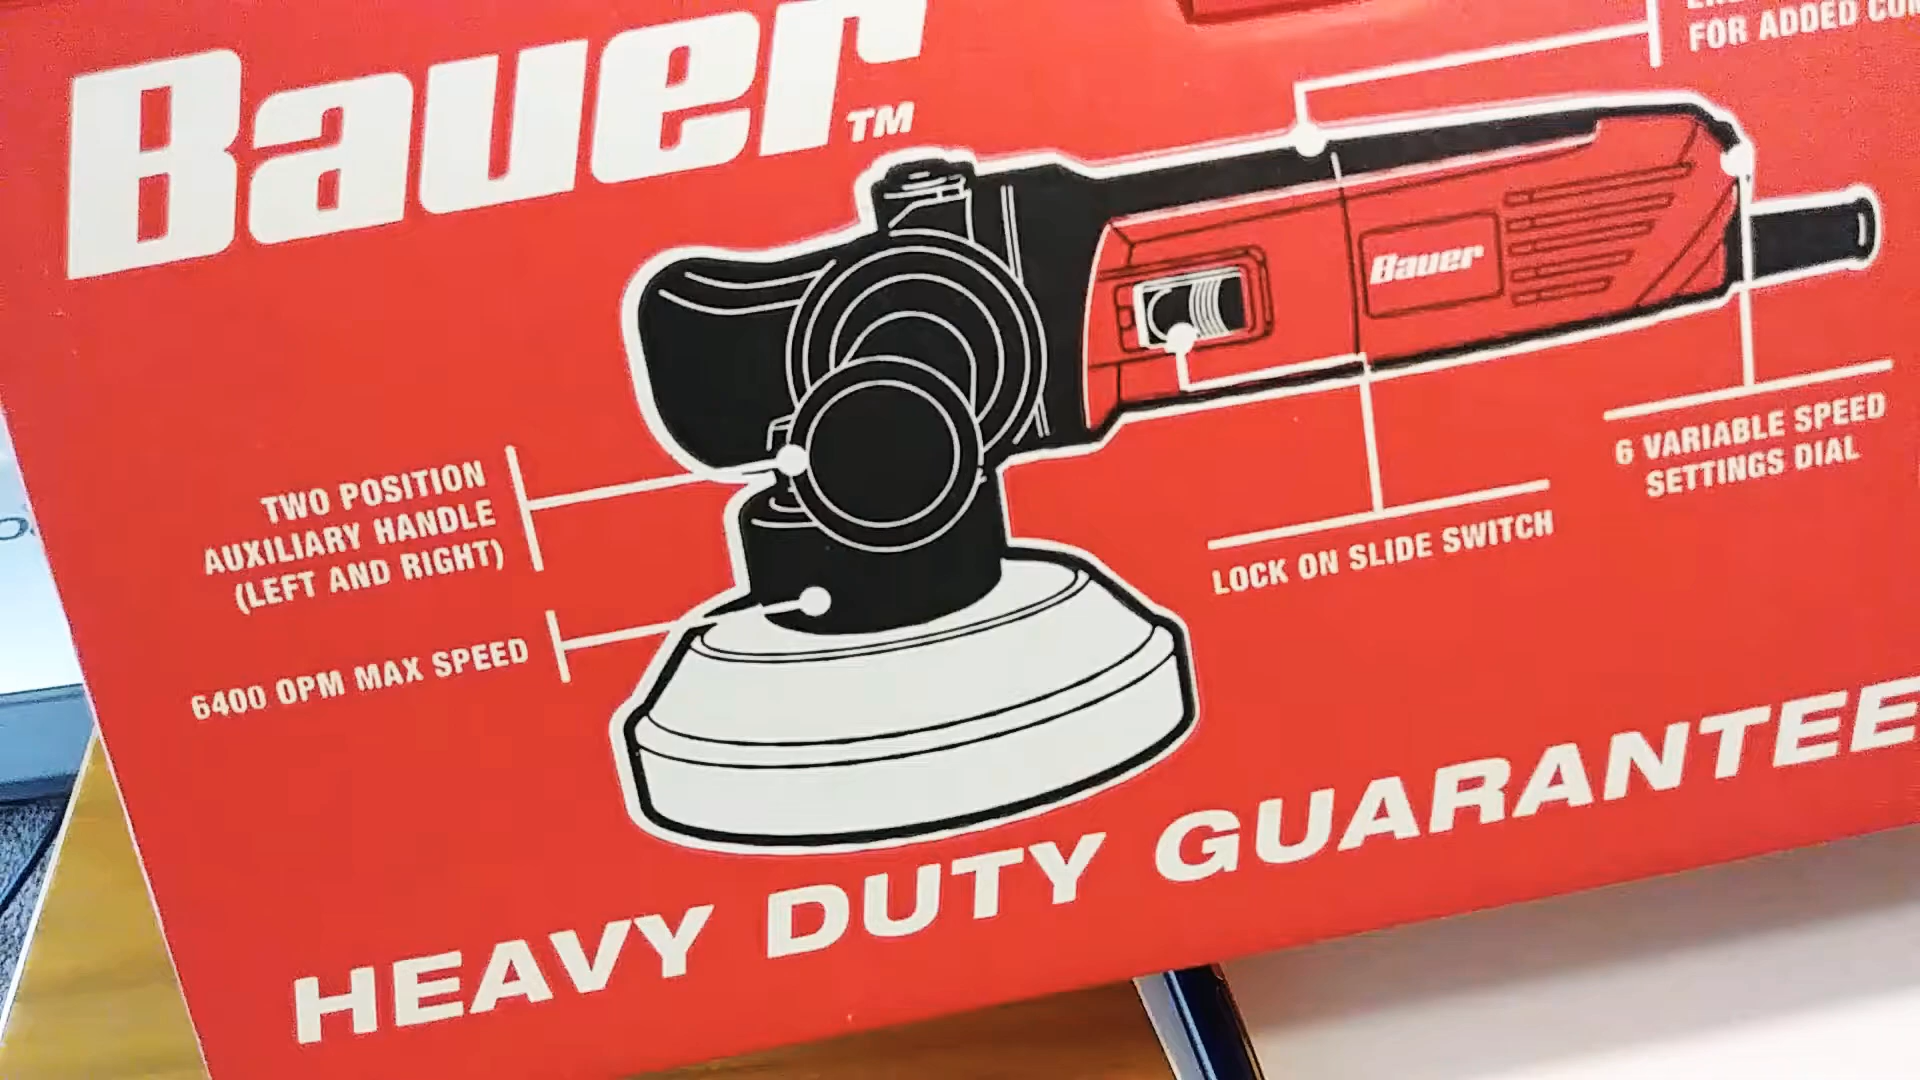 Bauer™
FOR ADDED
Bauer
6 VARIABLE SPEED
SETTINGS DIAL
TWO POSITION
AUXILIARY HANDLE
(LEFT AND RIGHT)
LOCK ON SLIDE SWITCH
6400 OPM MAX SPEED
HEAVY DUTY GUARANTEE